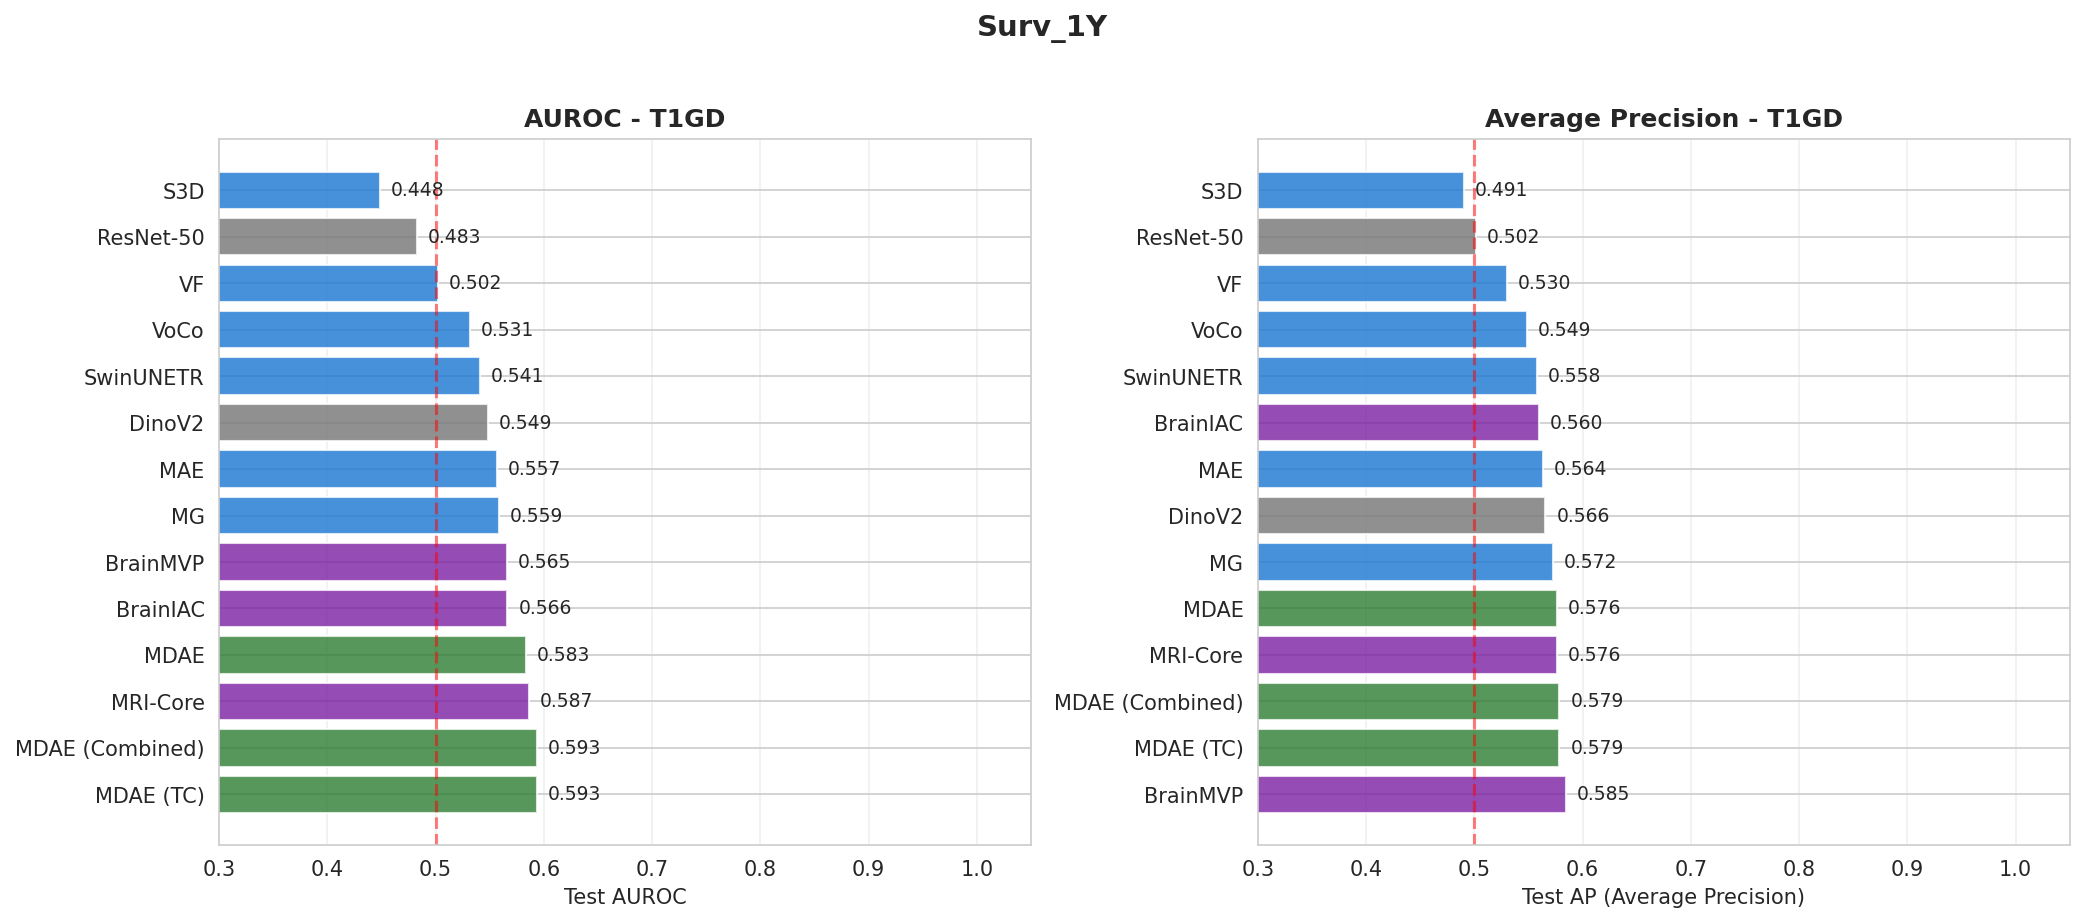 Surv_1Y
AUROC - T1GD
S3D 0.448
ResNet-50 0.483
VF 0.502
VoCo 0.531
SwinUNETR 0.541
DinoV2 0.549
MAE 0.557
MG 0.559
BrainMVP 0.565
BrainIAC 0.566
MDAE 0.583
MRI-Core 0.587
MDAE (Combined) 0.593
MDAE (TC) 0.593
0.3 0.4 0.5 0.6 0.7 0.8 0.9 1.0
Test AUROC
Average Precision - T1GD
S3D 0.491
ResNet-50 0.502
VF 0.530
VoCo 0.549
SwinUNETR 0.558
BrainIAC 0.560
MAE 0.564
DinoV2 0.566
MG 0.572
MDAE 0.576
MRI-Core 0.576
MDAE (Combined) 0.579
MDAE (TC) 0.579
BrainMVP 0.585
0.3 0.4 0.5 0.6 0.7 0.8 0.9 1.0
Test AP (Average Precision)